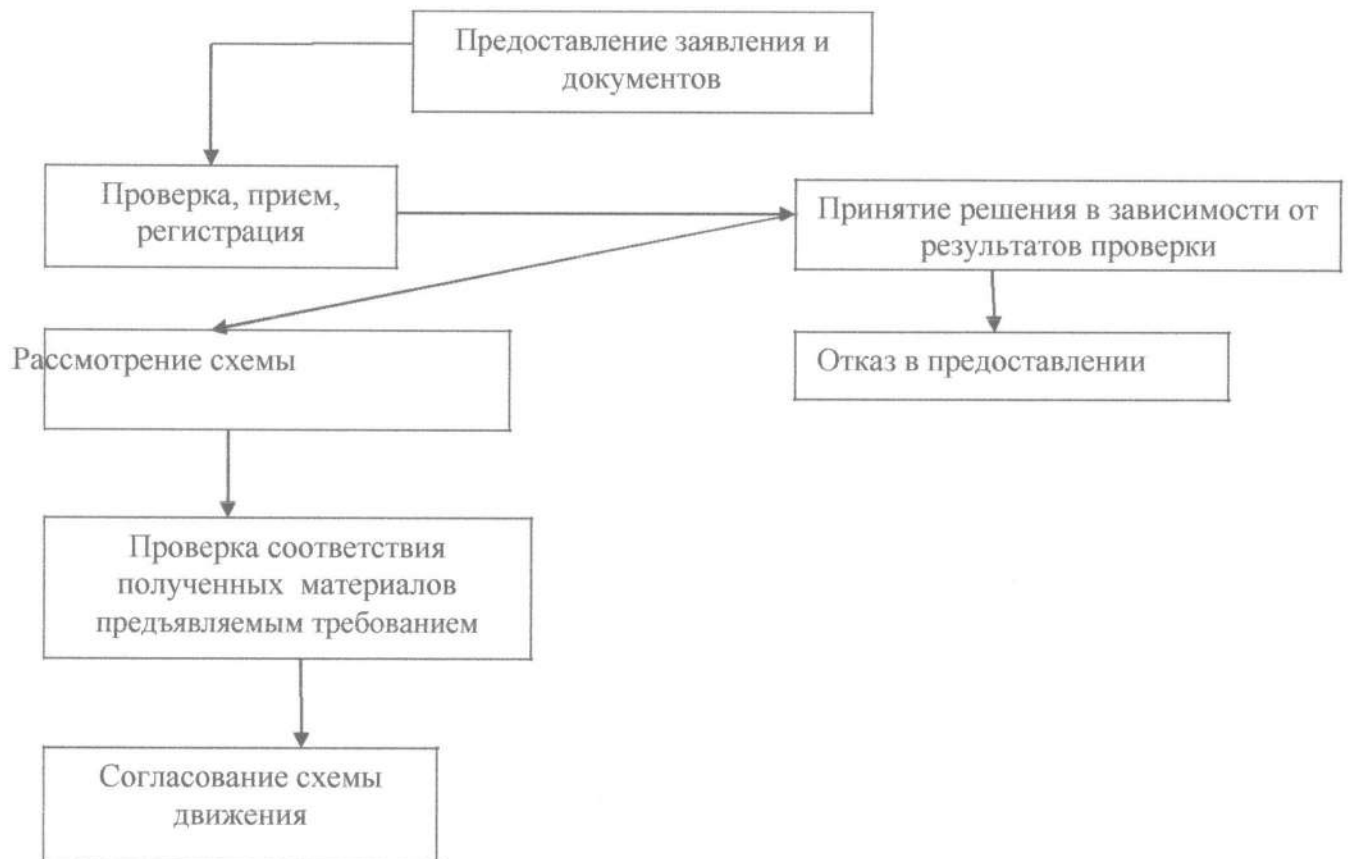 Предоставление заявления и
документов
Проверка, прием,
регистрация
Принятие решения в зависимости от
результатов проверки
Рассмотрение схемы
Отказ в предоставлении
Проверка соответствия
полученных материалов
предъявляемым требованием
Согласование схемы
движения